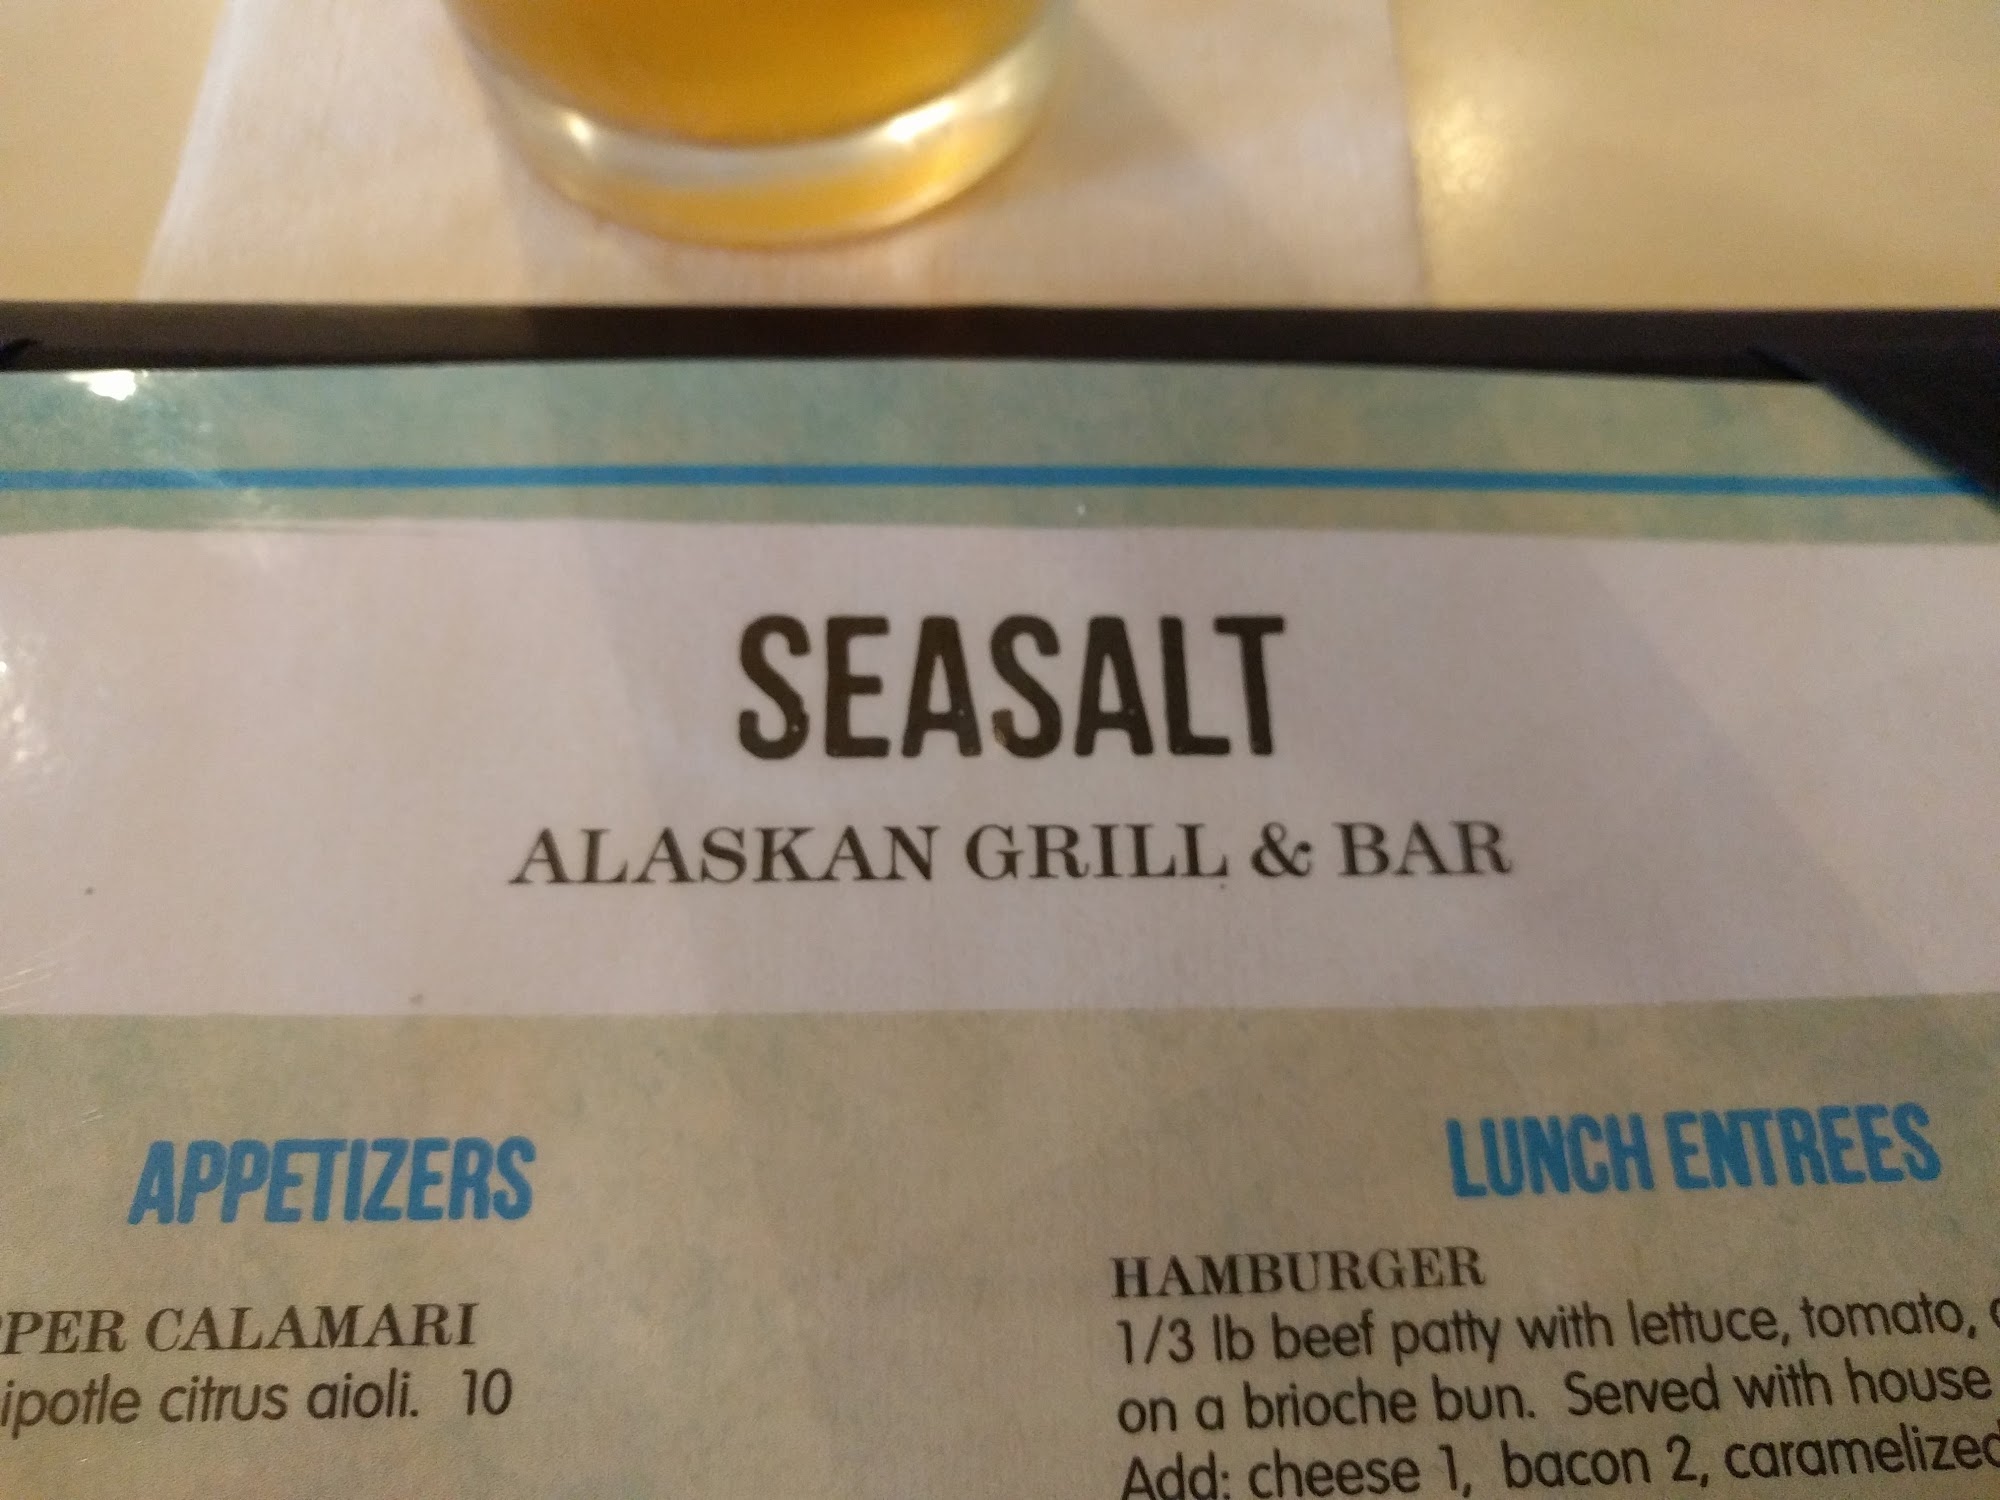 SEASALT
ALASKAN GRILL & BAR
APPETIZERS
PPER CALAMARI
ipotle citrus aioli. 10
LUNCH ENTREES
HAMBURGER
1/3 lb beef patty with lettuce, tomato,
on a brioche bun. Served with house
Add: cheese 1, bacon 2, caramelized